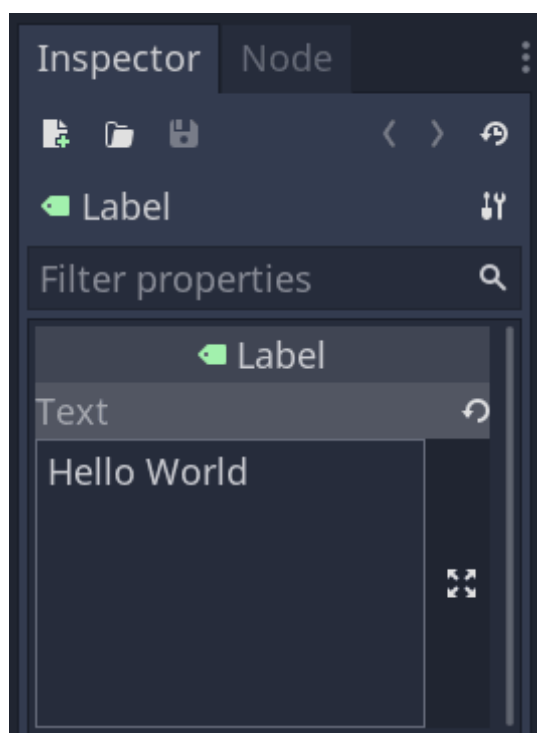 Inspector Node
Label
Filter properties
Label
Text
Hello World